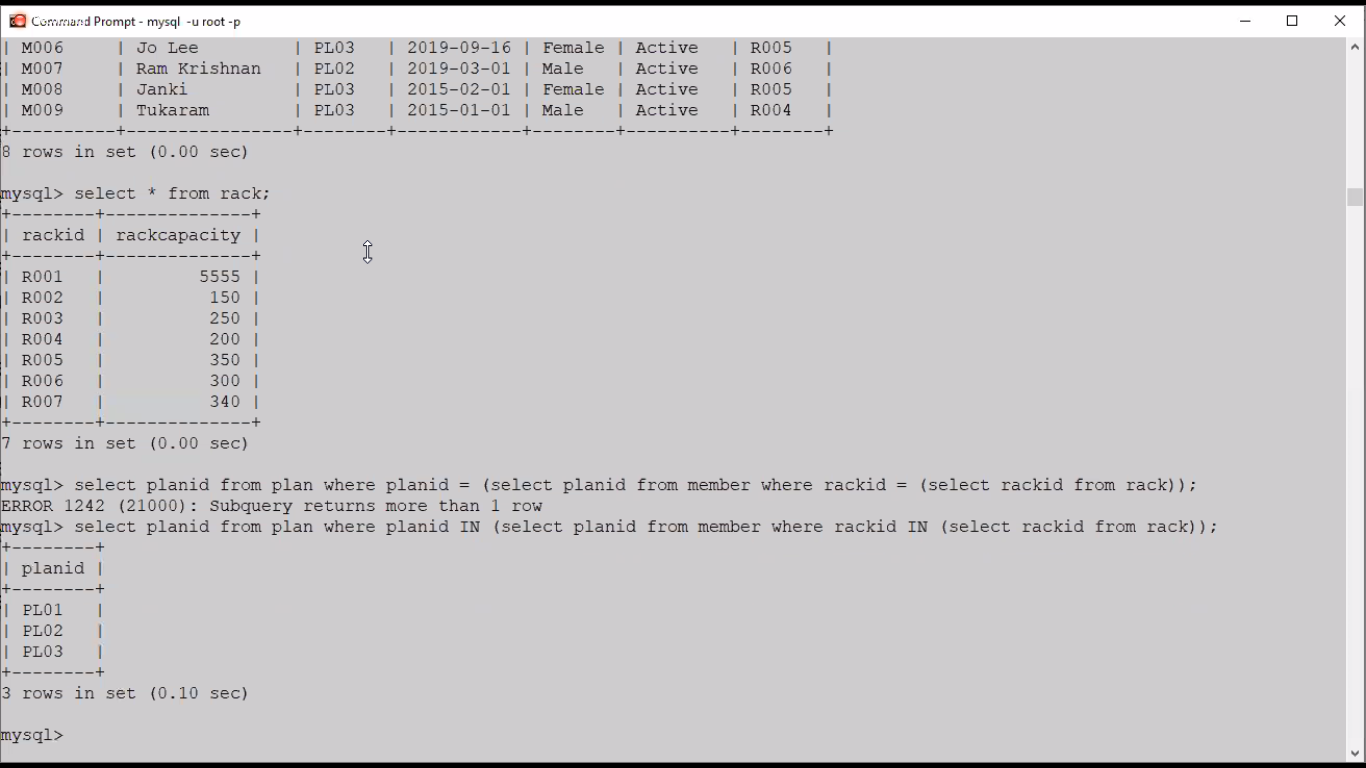 Command Prompt - mysql -u root -p
| M006      | Jo Lee         | PL03   | 2019-09-16 | Female | Active   | R005   |
| M007      | Ram Krishnan   | PL02   | 2019-03-01 | Male   | Active   | R006   |
| M008      | Janki          | PL03   | 2015-02-01 | Female | Active   | R005   |
| M009      | Tukaram        | PL03   | 2015-01-01 | Male   | Active   | R004   |
+-----------+----------------+--------+------------+--------+----------+--------+
8 rows in set (0.00 sec)
mysql> select * from rack;
+--------+--------------+
| rackid | rackcapacity |
+--------+--------------+
| R001   |         5555 |
| R002   |          150 |
| R003   |          250 |
| R004   |          200 |
| R005   |          350 |
| R006   |          300 |
| R007   |          340 |
+--------+--------------+
7 rows in set (0.00 sec)
mysql> select planid from plan where planid = (select planid from member where rackid = (select rackid from rack));
ERROR 1242 (21000): Subquery returns more than 1 row
mysql> select planid from plan where planid IN (select planid from member where rackid IN (select rackid from rack));
+--------+
| planid |
+--------+
| PL01   |
| PL02   |
| PL03   |
+--------+
3 rows in set (0.10 sec)
mysql>